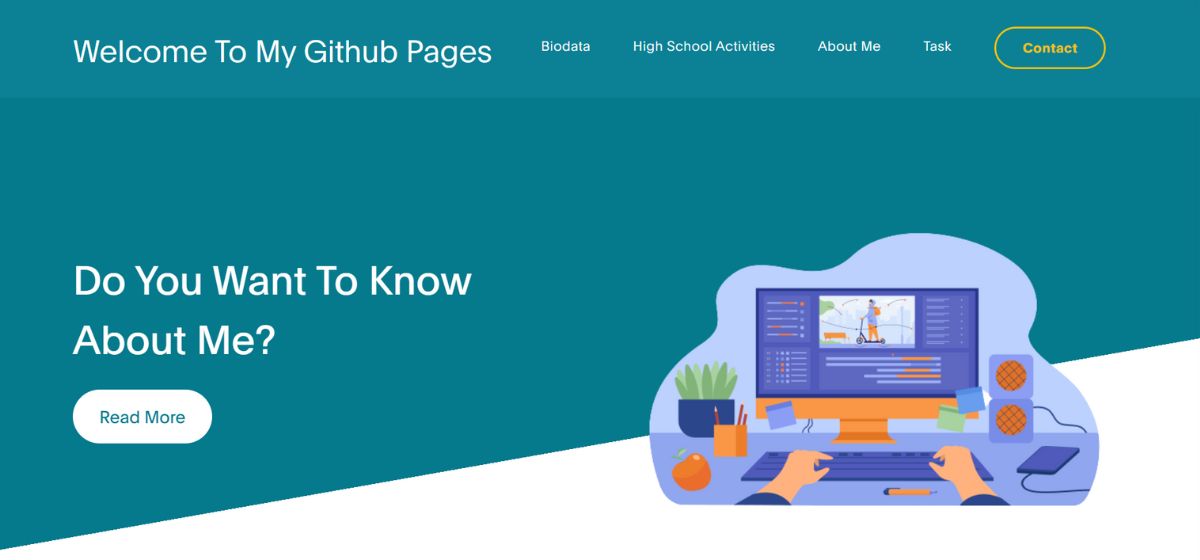 Welcome To My Github Pages
Biodata
High School Activities
About Me
Task
Contact
Do You Want To Know
About Me?
Read More